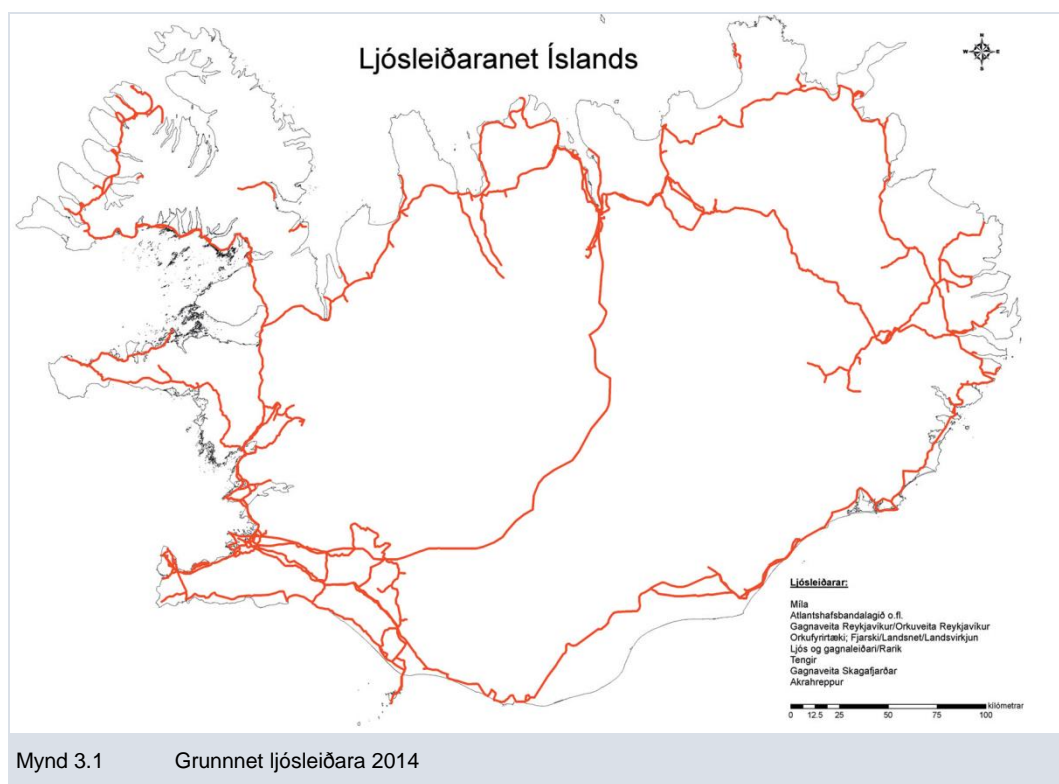 Ljósleiðaranet Íslands
N
W E
S
Ljósleiðarar:
Míla
Atlantshafsbandalagið o.fl.
Gagnaveita Reykjavíkur/Orkuveita Reykjavíkur
Orkufyrirtæki; Fjarski/Landsnet/Landsvirkjun
Ljós og gagnaleiðari/Rarik
Tengir
Gagnaveita Skagafjarðar
Akrahreppur
kílómetrar
0 12.5 25 50 75 100
Mynd 3.1 Grunnnet ljósleiðara 2014